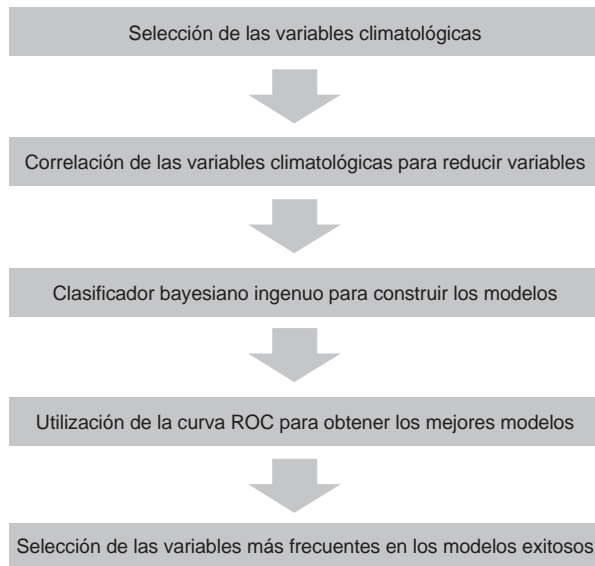 Selección de las variables climatológicas
Correlación de las variables climatológicas para reducir variables
Clasificador bayesiano ingenuo para construir los modelos
Utilización de la curva ROC para obtener los mejores modelos
Selección de las variables más frecuentes en los modelos exitosos